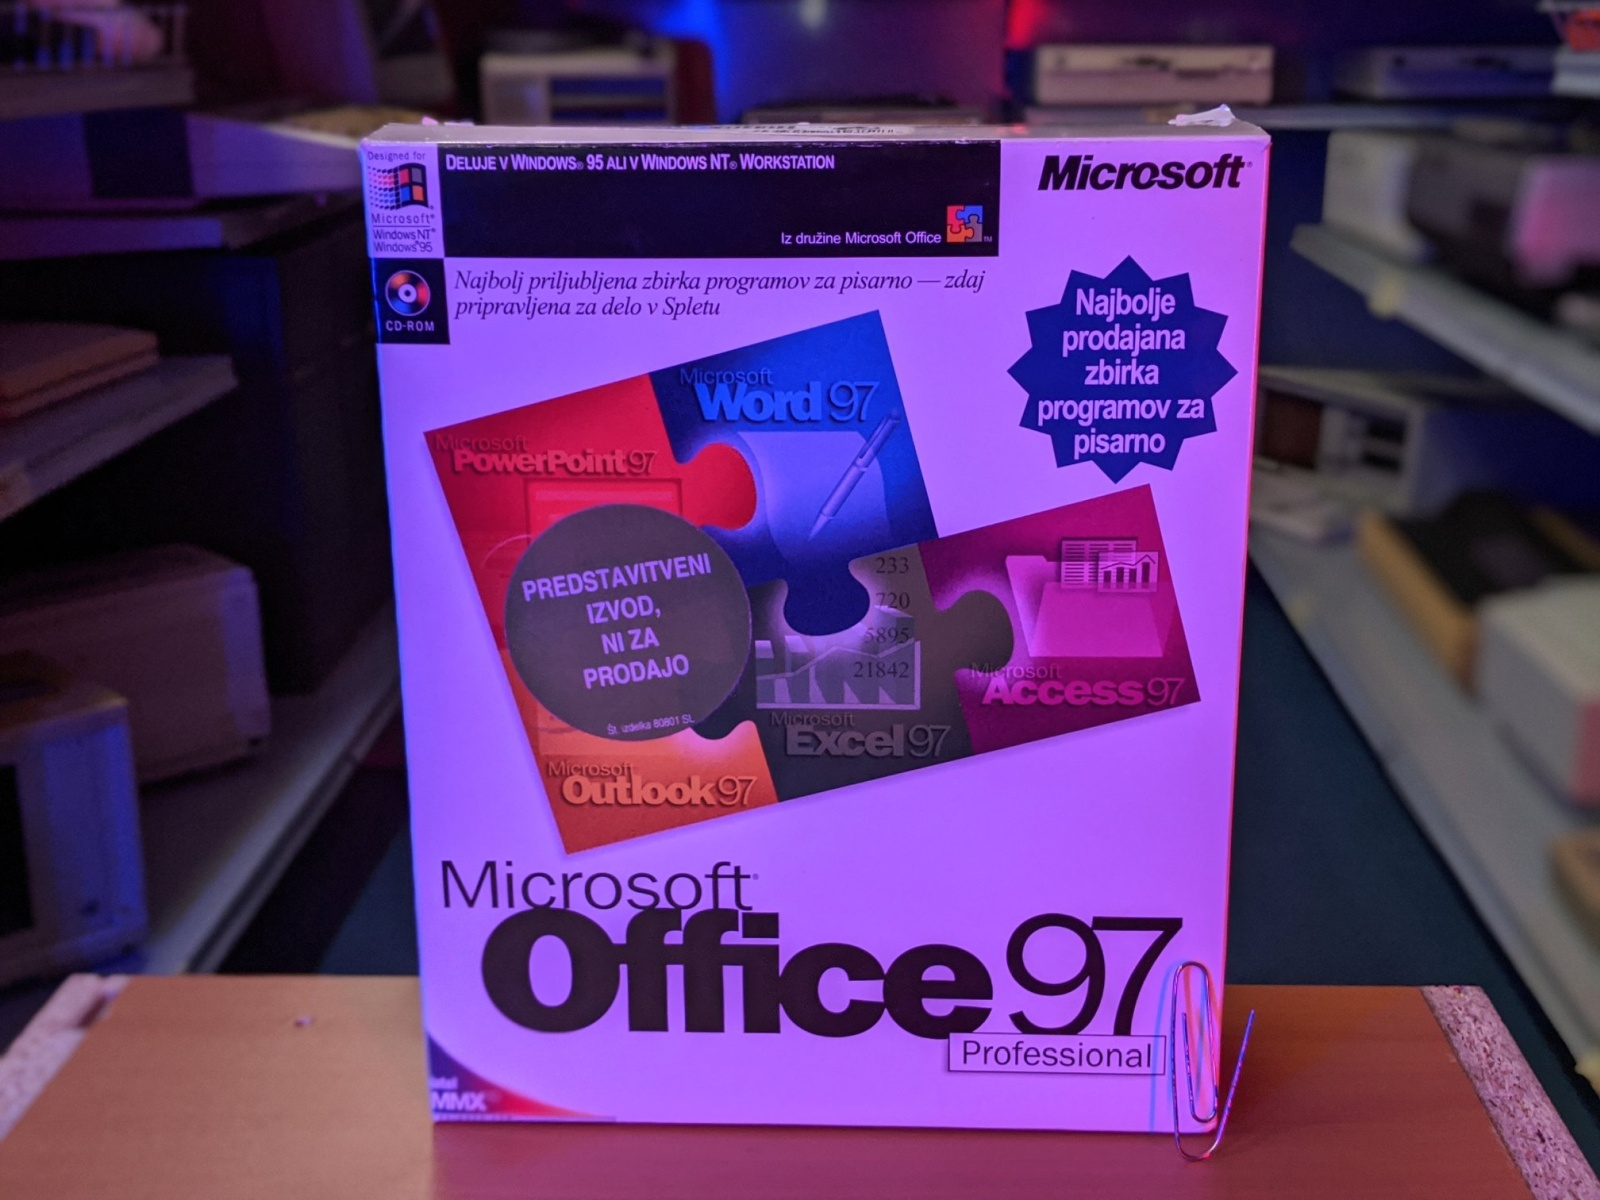 Designed for
Microsoft®
Windows NT®
Windows®95
DELUJE V WINDOWS® 95 ALI V WINDOWS NT® WORKSTATION
Iz družine Microsoft Office
TM
Microsoft®
CD-ROM
Najbolj priljubljena zbirka programov za pisarno — zdaj
pripravljena za delo v Spletu
Najbolje
prodajana
zbirka
programov za
pisarno
Microsoft
Word 97
Microsoft
PowerPoint 97
PREDSTAVITVENI
IZVOD,
NI ZA
PRODAJO
Št. izdelka 80801 SL
233
720
5895
21842
Microsoft
Access 97
Microsoft
Excel 97
Microsoft
Outlook 97
Microsoft®
Office 97
Professional
intel
MMX